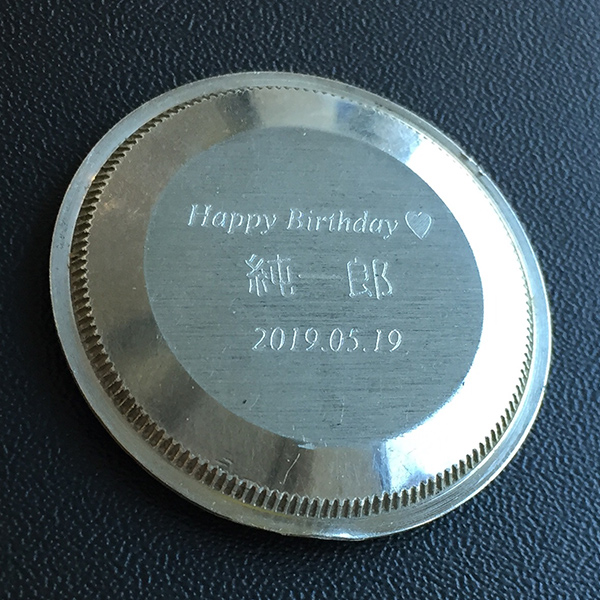 Happy Birthday ♡
純一郎
2019.05.19